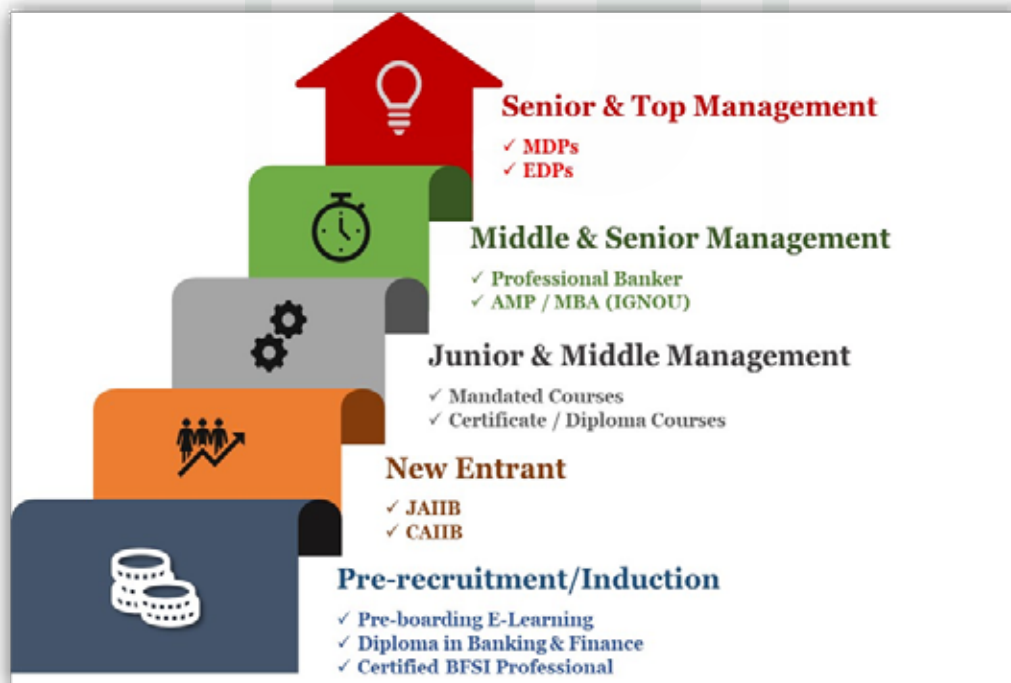 Senior & Top Management
✓ MDPs
✓ EDPs
Middle & Senior Management
✓ Professional Banker
✓ AMP / MBA (IGNOU)
Junior & Middle Management
✓ Mandated Courses
✓ Certificate / Diploma Courses
New Entrant
✓ JAIIB
✓ CAIIB
Pre-recruitment/Induction
✓ Pre-boarding E-Learning
✓ Diploma in Banking & Finance
✓ Certified BFSI Professional